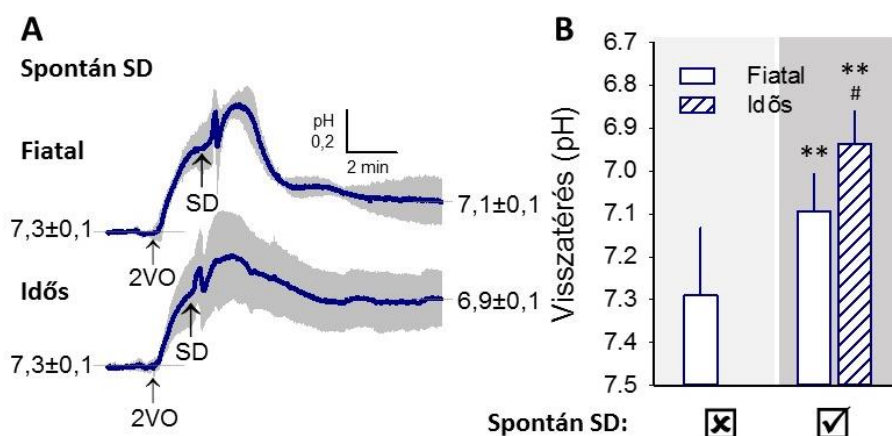 A
Spontán SD
Fiatal
pH
0,2
2 min
SD
7,3±0,1
7,1±0,1
2VO
Idős
SD
7,3±0,1
6,9±0,1
2VO
B
Visszatérés (pH)
6.7
6.8
6.9
7.0
7.1
7.2
7.3
7.4
7.5
Fiatal
Idős
**
**
#
Spontán SD: